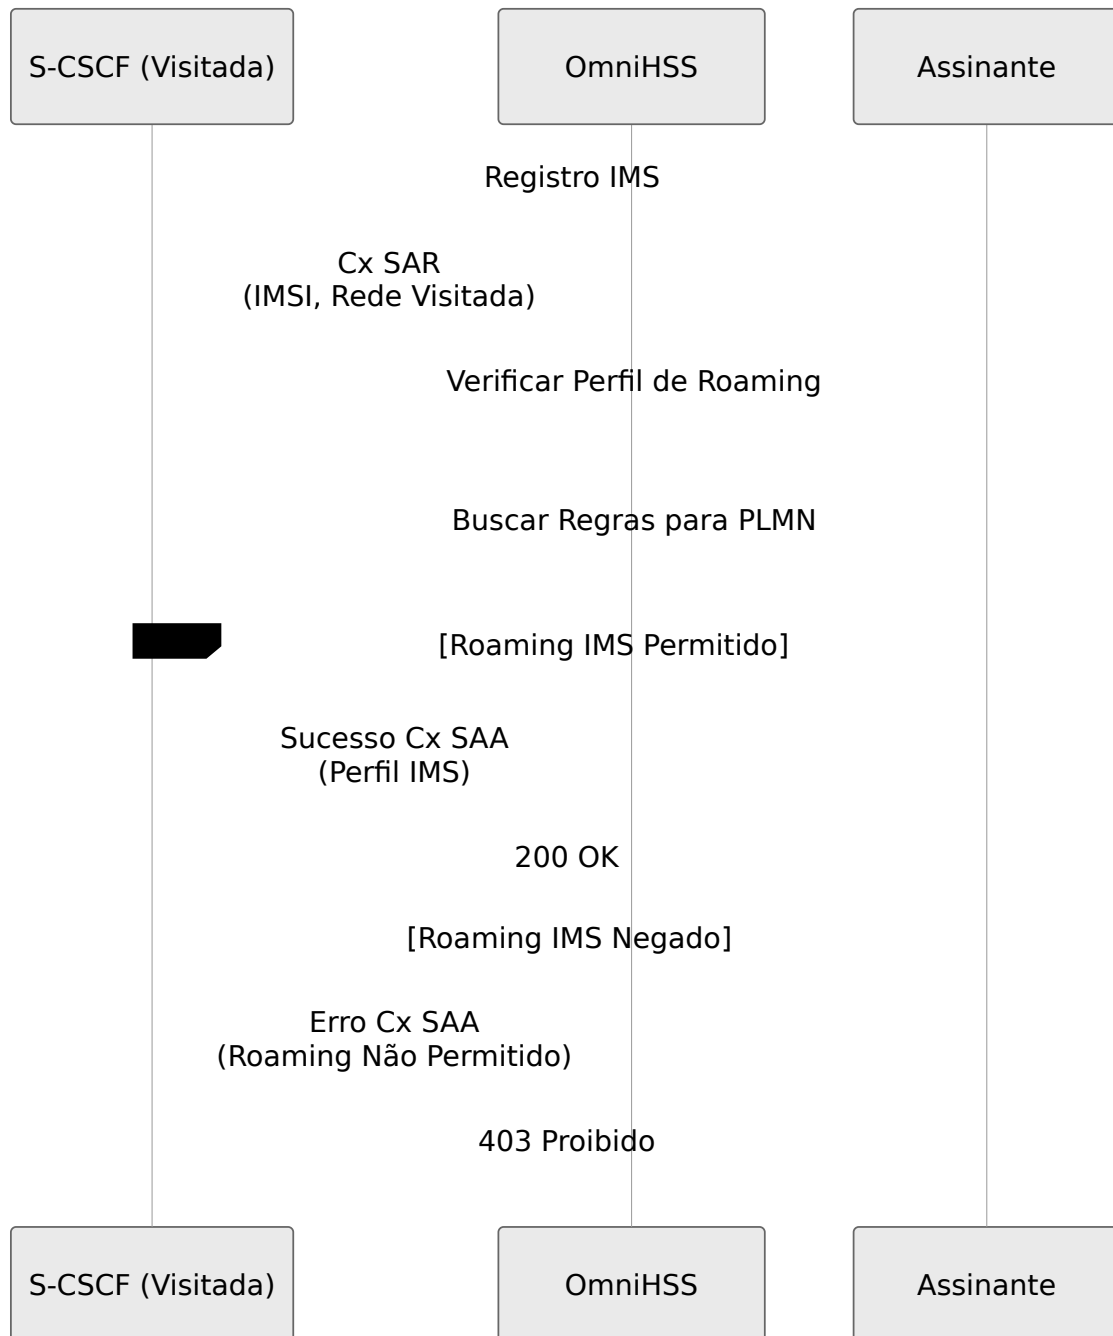 S-CSCF (Visitada)
OmniHSS
Assinante
Registro IMS
Cx SAR
(IMSI, Rede Visitada)
Verificar Perfil de Roaming
Buscar Regras para PLMN
[Roaming IMS Permitido]
Sucesso Cx SAA
(Perfil IMS)
200 OK
[Roaming IMS Negado]
Erro Cx SAA
(Roaming Não Permitido)
403 Proibido
S-CSCF (Visitada)
OmniHSS
Assinante